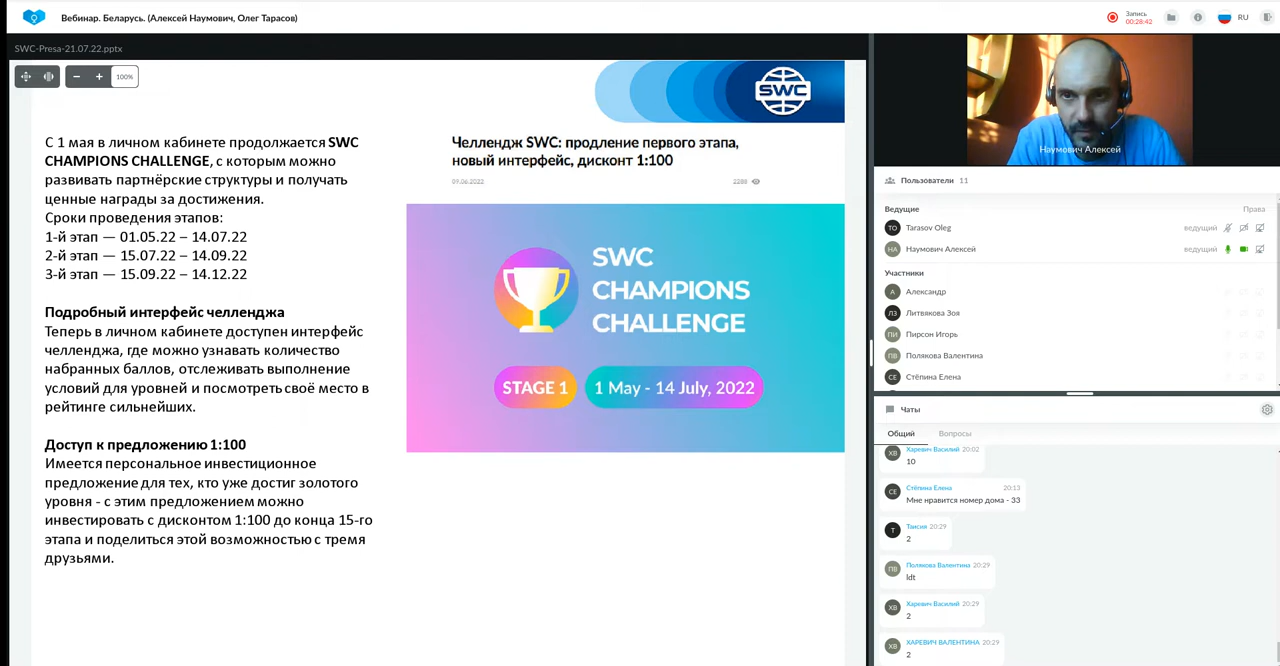 Вебинар. Беларусь. (Алексей Наумович, Олег Тарасов)
Запись
00:28:42
RU
SWC-Presa-21.07.22.pptx
100%
SWC
С 1 мая в личном кабинете продолжается SWC
CHAMPIONS CHALLENGE, с которым можно
развивать партнёрские структуры и получать
ценные награды за достижения.
Сроки проведения этапов:
1-й этап — 01.05.22 – 14.07.22
2-й этап — 15.07.22 – 14.09.22
3-й этап — 15.09.22 – 14.12.22
Подробный интерфейс челленджа
Теперь в личном кабинете доступен интерфейс
челленджа, где можно узнавать количество
набранных баллов, отслеживать выполнение
условий для уровней и посмотреть своё место в
рейтинге сильнейших.
Доступ к предложению 1:100
Имеется персональное инвестиционное
предложение для тех, кто уже достиг золотого
уровня - с этим предложением можно
инвестировать с дисконтом 1:100 до конца 15-го
этапа и поделиться этой возможностью с тремя
друзьями.
Челлендж SWC: продление первого этапа,
новый интерфейс, дисконт 1:100
09.06.2022
2288
SWC
CHAMPIONS
CHALLENGE
STAGE 1
1 May - 14 July, 2022
Наумович Алексей
Пользователи 11
Ведущие
Права
TO
Tarasov Oleg
ведущий
НА
Наумович Алексей
ведущий
Участники
А
Александр
ЛЗ
Литвякова Зоя
ПИ
Пирсон Игорь
ПВ
Полякова Валентина
СЕ
Стёпина Елена
Чаты
Общий
Вопросы
ХВ
Харевич Василий 20:02
10
СЕ
Стёпина Елена 20:13
Мне нравится номер дома - 33
Т
Таисия 20:29
2
ПВ
Полякова Валентина 20:29
ldt
ХВ
Харевич Василий 20:29
2
ХВ
ХАРЕВИЧ ВАЛЕНТИНА 20:29
2